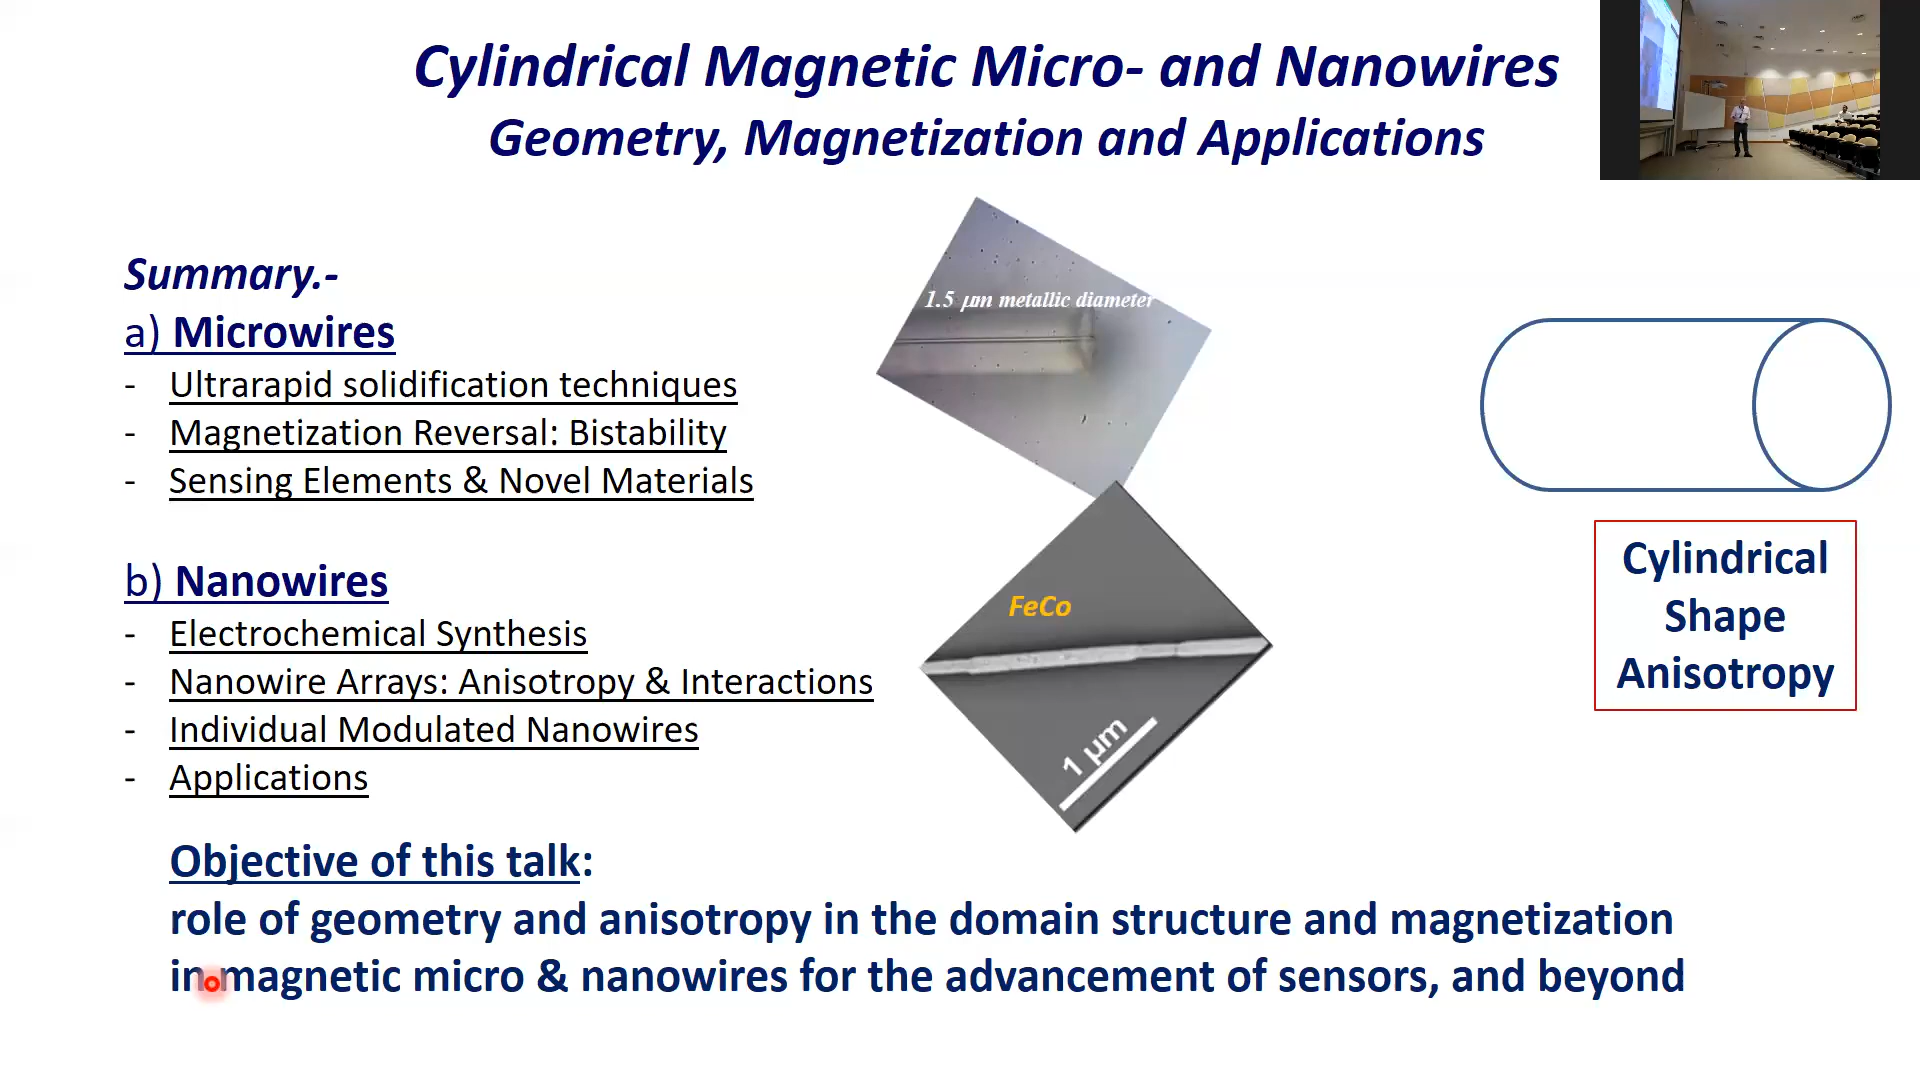 Cylindrical Magnetic Micro- and Nanowires
Geometry, Magnetization and Applications
Summary.-
a) Microwires
- Ultrarapid solidification techniques
- Magnetization Reversal: Bistability
- Sensing Elements & Novel Materials
b) Nanowires
- Electrochemical Synthesis
- Nanowire Arrays: Anisotropy & Interactions
- Individual Modulated Nanowires
- Applications
1.5 μm metallic diameter
FeCo
1 μm
Cylindrical
Shape
Anisotropy
Objective of this talk:
role of geometry and anisotropy in the domain structure and magnetization
in magnetic micro & nanowires for the advancement of sensors, and beyond